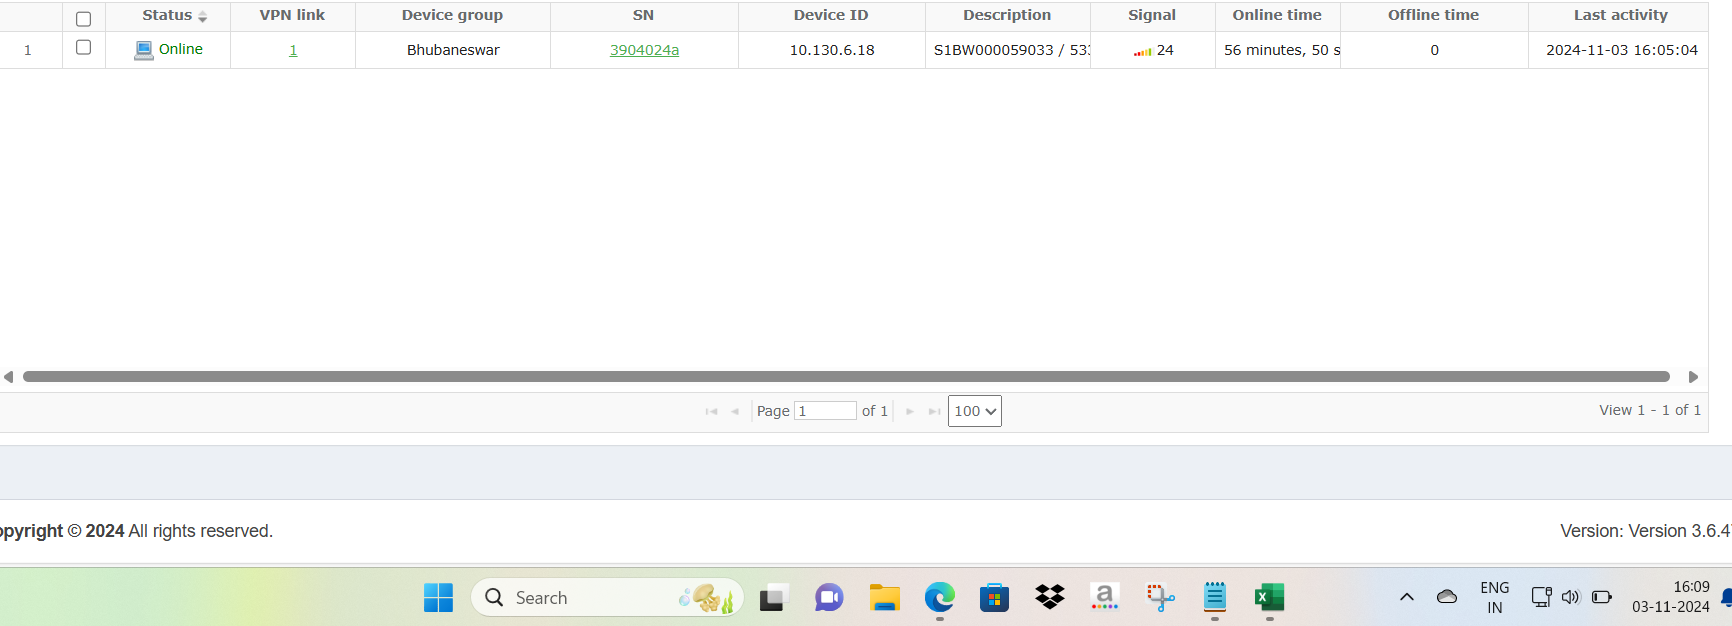 Status VPN link Device group SN Device ID Description Signal Online time Offline time Last activity
1 Online 1 Bhubaneswar 3904024a 10.130.6.18 S1BW000059033 / 533 24 56 minutes, 50 s 0 2024-11-03 16:05:04
Page 1 of 1 100 View 1 - 1 of 1
opyright © 2024 All rights reserved. Version: Version 3.6.4
Search a X ENG 16:09
IN 03-11-2024